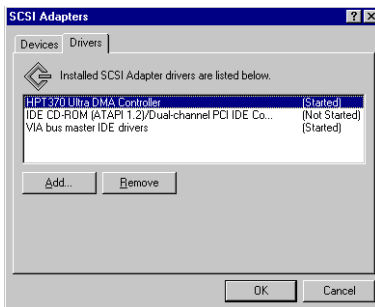 SCSI Adapters
Devices Drivers
Installed SCSI Adapter drivers are listed below.
HPT370 Ultra DMA Controller (Started)
IDE CD-ROM (ATAPI 1.2)/Dual-channel PCI IDE Co... (Not Started)
VIA bus master IDE drivers (Started)
Add... Remove
OK Cancel